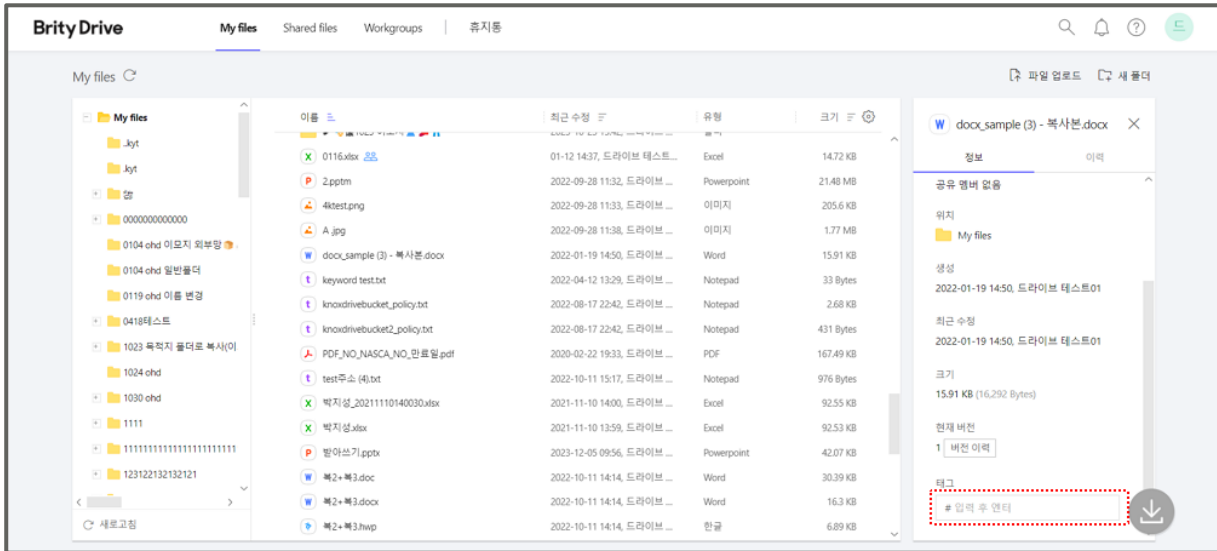 Brity Drive My files Shared files Workgroups 휴지통 드
My files 파일 업로드 새 폴더
My files
.kyt
.kyt
0000000000000
0104 ohd 이모지 외부망
0104 ohd 일반폴더
0119 ohd 이름 변경
0418테스트
1023 목적지 폴더로 복사(이
1024 ohd
1030 ohd
1111
123122132132121
새로고침
이름 최근 수정 유형 크기
0116.xlsx 01-12 14:37, 드라이브 테스트... Excel 14.72 KB
2.pptm 2022-09-28 11:32, 드라이브 ... Powerpoint 21.48 MB
4ktest.png 2022-09-28 11:33, 드라이브 ... 이미지 205.6 KB
A.jpg 2022-09-28 11:38, 드라이브 ... 이미지 1.77 MB
docx_sample (3) - 복사본.docx 2022-01-19 14:50, 드라이브 ... Word 15.91 KB
keyword test.txt 2022-04-12 13:29, 드라이브 ... Notepad 33 Bytes
knoxdrivebucket_policy.txt 2022-08-17 22:42, 드라이브 ... Notepad 2.68 KB
knoxdrivebucket2_policy.txt 2022-08-17 22:42, 드라이브 ... Notepad 431 Bytes
PDF_NO_NASCA_NO_만료일.pdf 2020-02-22 19:33, 드라이브 ... PDF 167.49 KB
test주소 (4).txt 2022-10-11 15:17, 드라이브 ... Notepad 976 Bytes
박지성_20211110140030.xlsx 2021-11-10 14:00, 드라이브 ... Excel 92.55 KB
박지성.xlsx 2021-11-10 13:59, 드라이브 ... Excel 92.53 KB
받아쓰기.pptx 2023-12-05 09:56, 드라이브 ... Powerpoint 42.07 KB
복2+복3.doc 2022-10-11 14:14, 드라이브 ... Word 30.39 KB
복2+복3.docx 2022-10-11 14:14, 드라이브 ... Word 16.3 KB
복2+복3.hwp 2022-10-11 14:14, 드라이브 ... 한글 6.89 KB
docx_sample (3) - 복사본.docx
정보 이력
공유 멤버 없음
위치
My files
생성
2022-01-19 14:50, 드라이브 테스트01
최근 수정
2022-01-19 14:50, 드라이브 테스트01
크기
15.91 KB (16,292 Bytes)
현재 버전
1 버전 이력
태그
# 입력 후 엔터